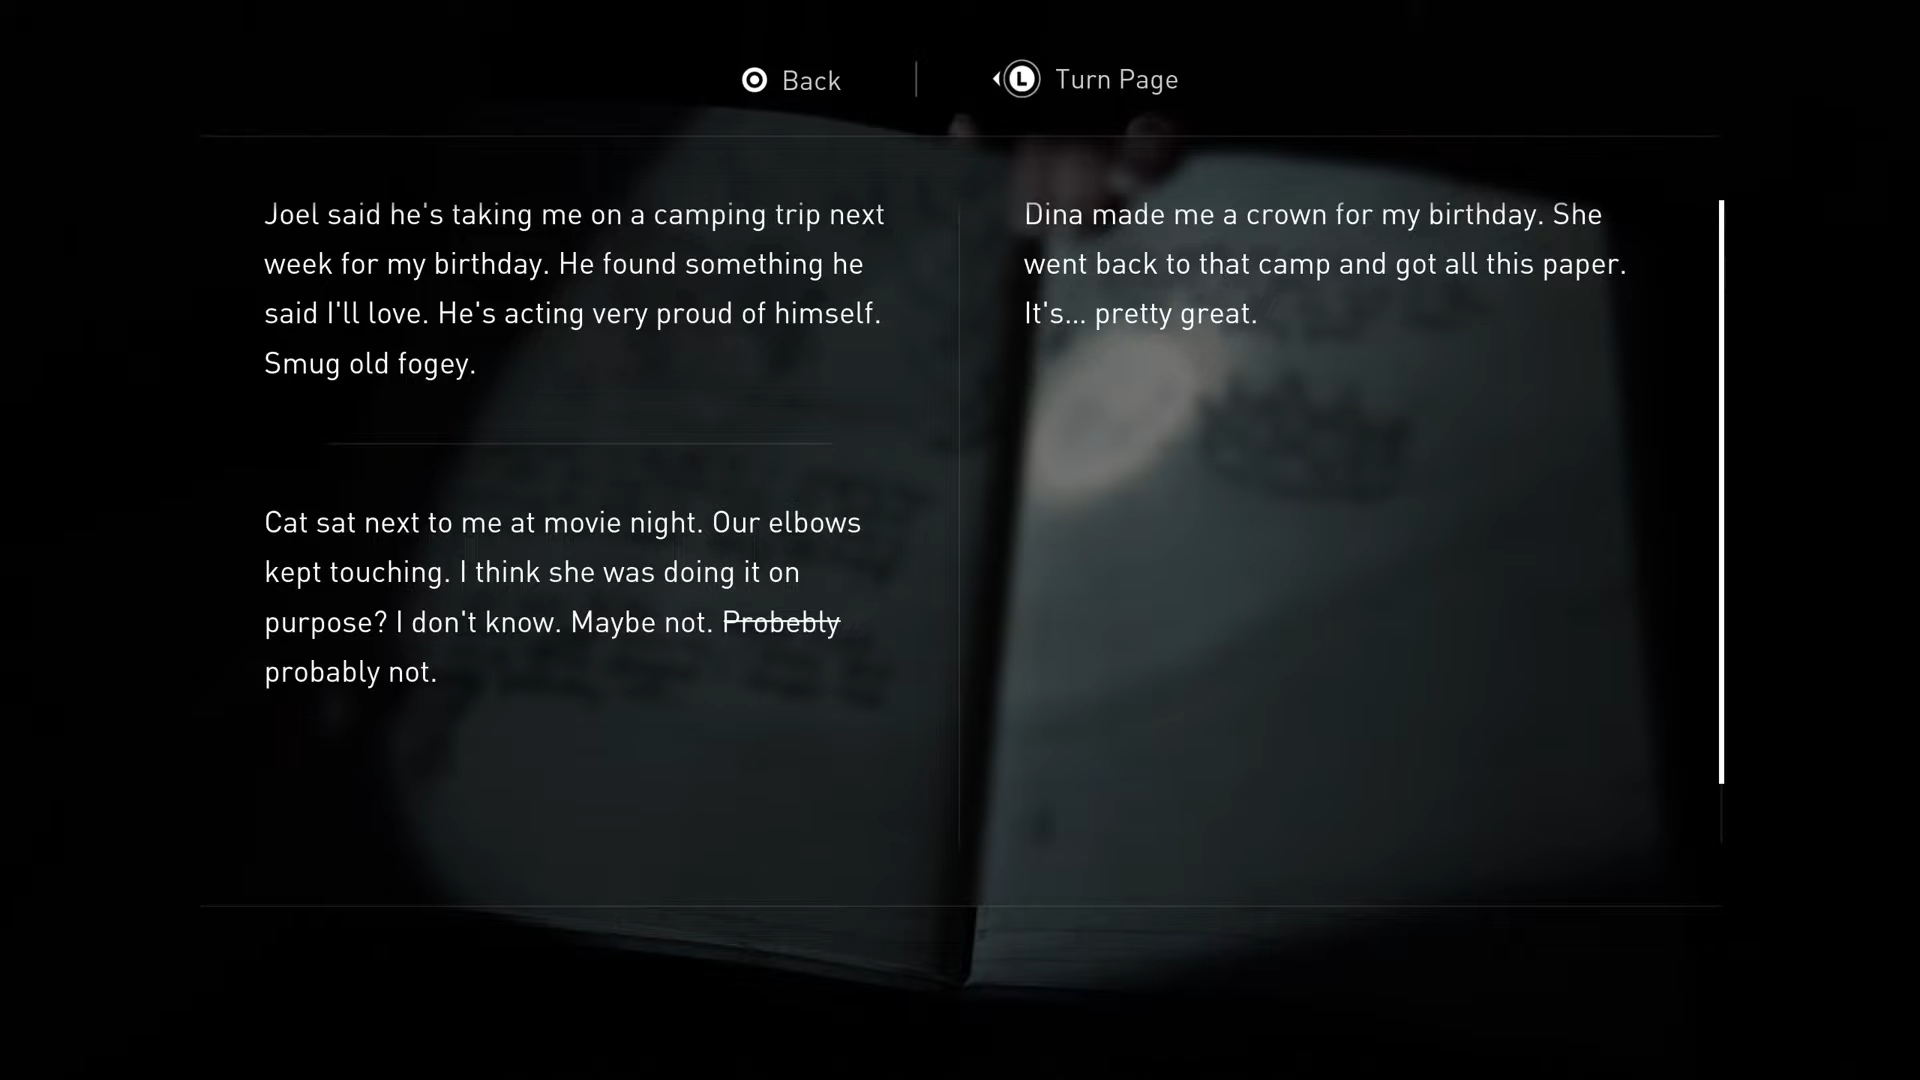 Back
L Turn Page
Joel said he's taking me on a camping trip next
week for my birthday. He found something he
said I'll love. He's acting very proud of himself.
Smug old fogey.
Cat sat next to me at movie night. Our elbows
kept touching. I think she was doing it on
purpose? I don't know. Maybe not. Probebly
probably not.
Dina made me a crown for my birthday. She
went back to that camp and got all this paper.
It's... pretty great.